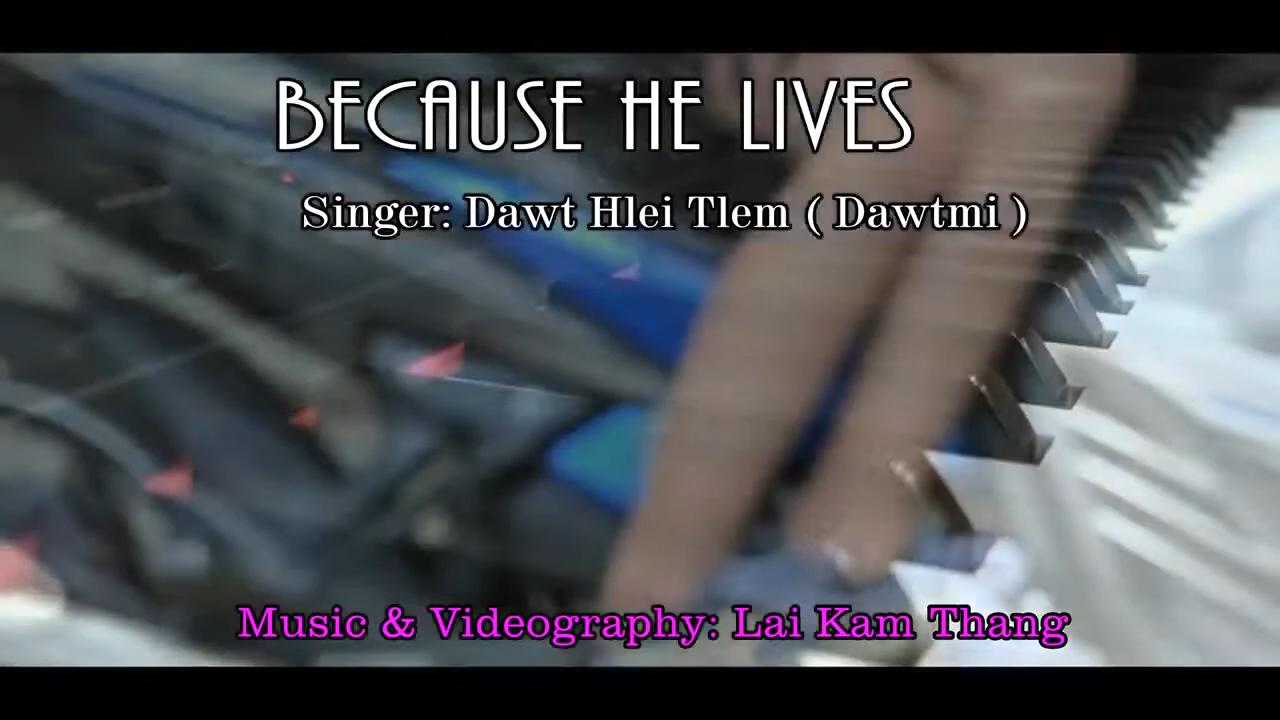 BECAUSE HE LIVES
Singer: Dawt Hlei Tlem ( Dawtmi )
Music & Videography: Lai Kam Thang